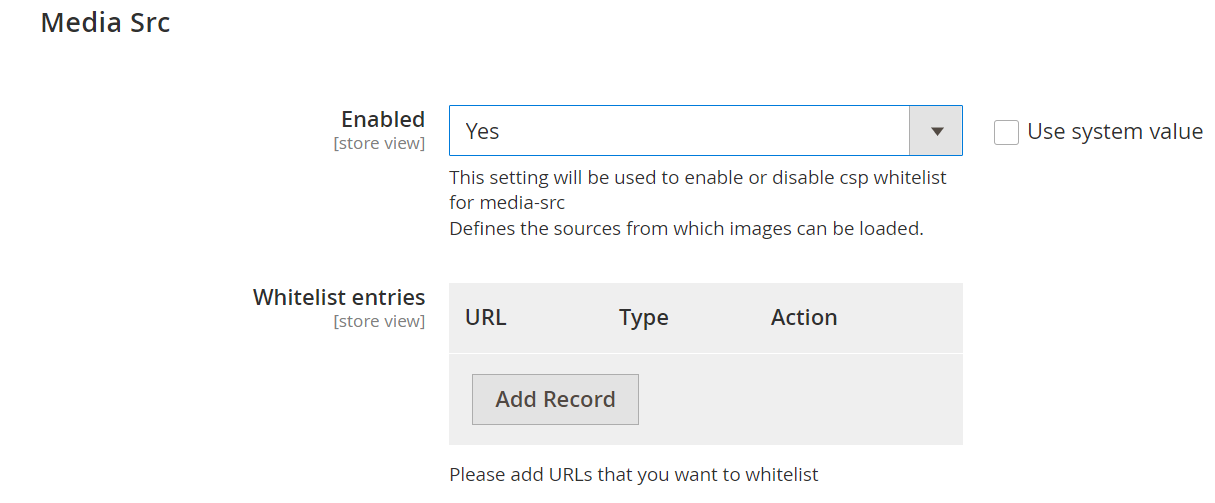 Media Src
Enabled
[store view]
Yes
Use system value
This setting will be used to enable or disable csp whitelist
for media-src
Defines the sources from which images can be loaded.
Whitelist entries
[store view]
URL Type Action
Add Record
Please add URLs that you want to whitelist